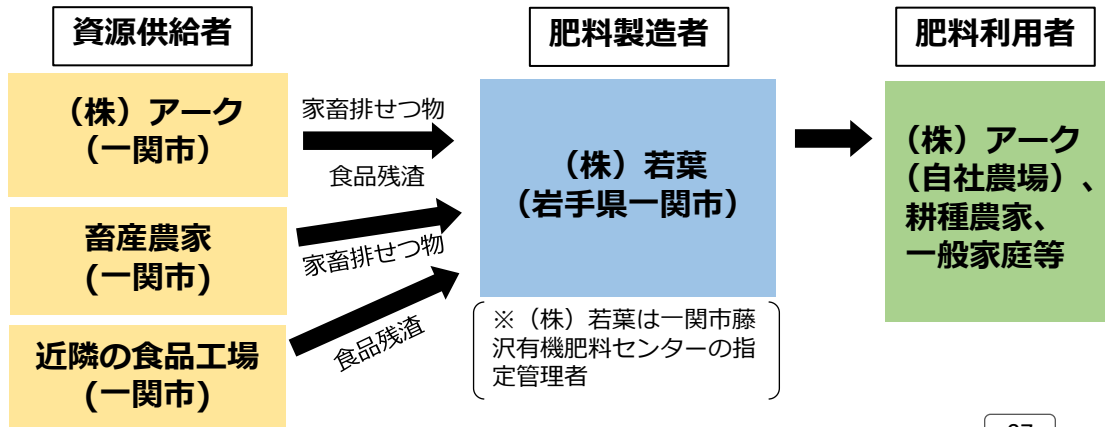 資源供給者
肥料製造者
肥料利用者
（株）アーク
（一関市）
家畜排せつ物
食品残渣
畜産農家
(一関市)
家畜排せつ物
近隣の食品工場
(一関市)
食品残渣
（株）若葉
（岩手県一関市）
※（株）若葉は一関市藤
沢有機肥料センターの指
定管理者
（株）アーク
（自社農場）、
耕種農家、
一般家庭等